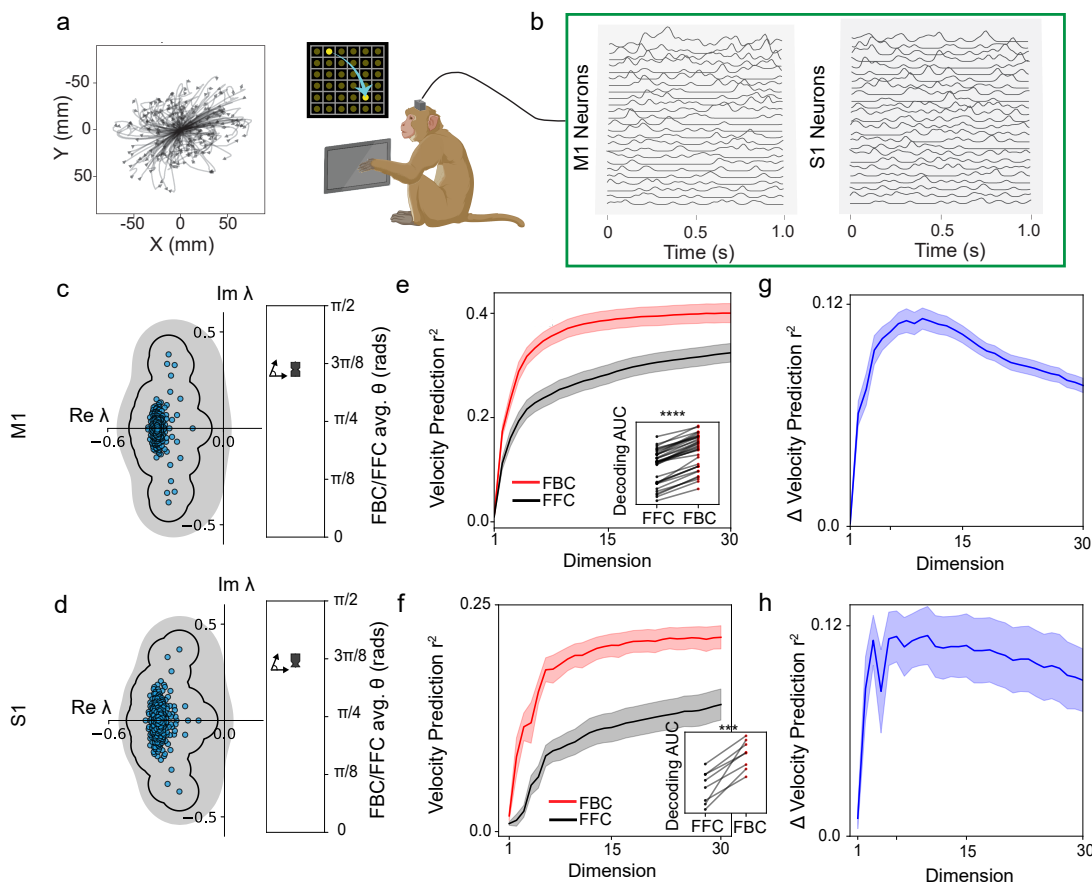 a
-50
0
50
Y (mm)
-50 0 50
X (mm)
b
M1 Neurons
0 0.5 1.0
Time (s)
S1 Neurons
0 0.5 1.0
Time (s)
M1
c
Im λ
0.5
Re λ
−0.6
0.0
−0.5
π/2
3π/8
π/4
π/8
0
FBC/FFC avg. θ (rads)
e
Velocity Prediction r²
0.4
0.2
0.0
1 15 30
Dimension
FBC
FFC
****
Decoding AUC
FFC FBC
g
Δ Velocity Prediction r²
0.12
0.0
1 15 30
Dimension
S1
d
Im λ
0.5
Re λ
−0.6
0.0
−0.5
π/2
3π/8
π/4
π/8
0
FBC/FFC avg. θ (rads)
f
Velocity Prediction r²
0.25
0.0
1 15 30
Dimension
FBC
FFC
***
Decoding AUC
FFC FBC
h
Δ Velocity Prediction r²
0.12
0.0
1 15 30
Dimension